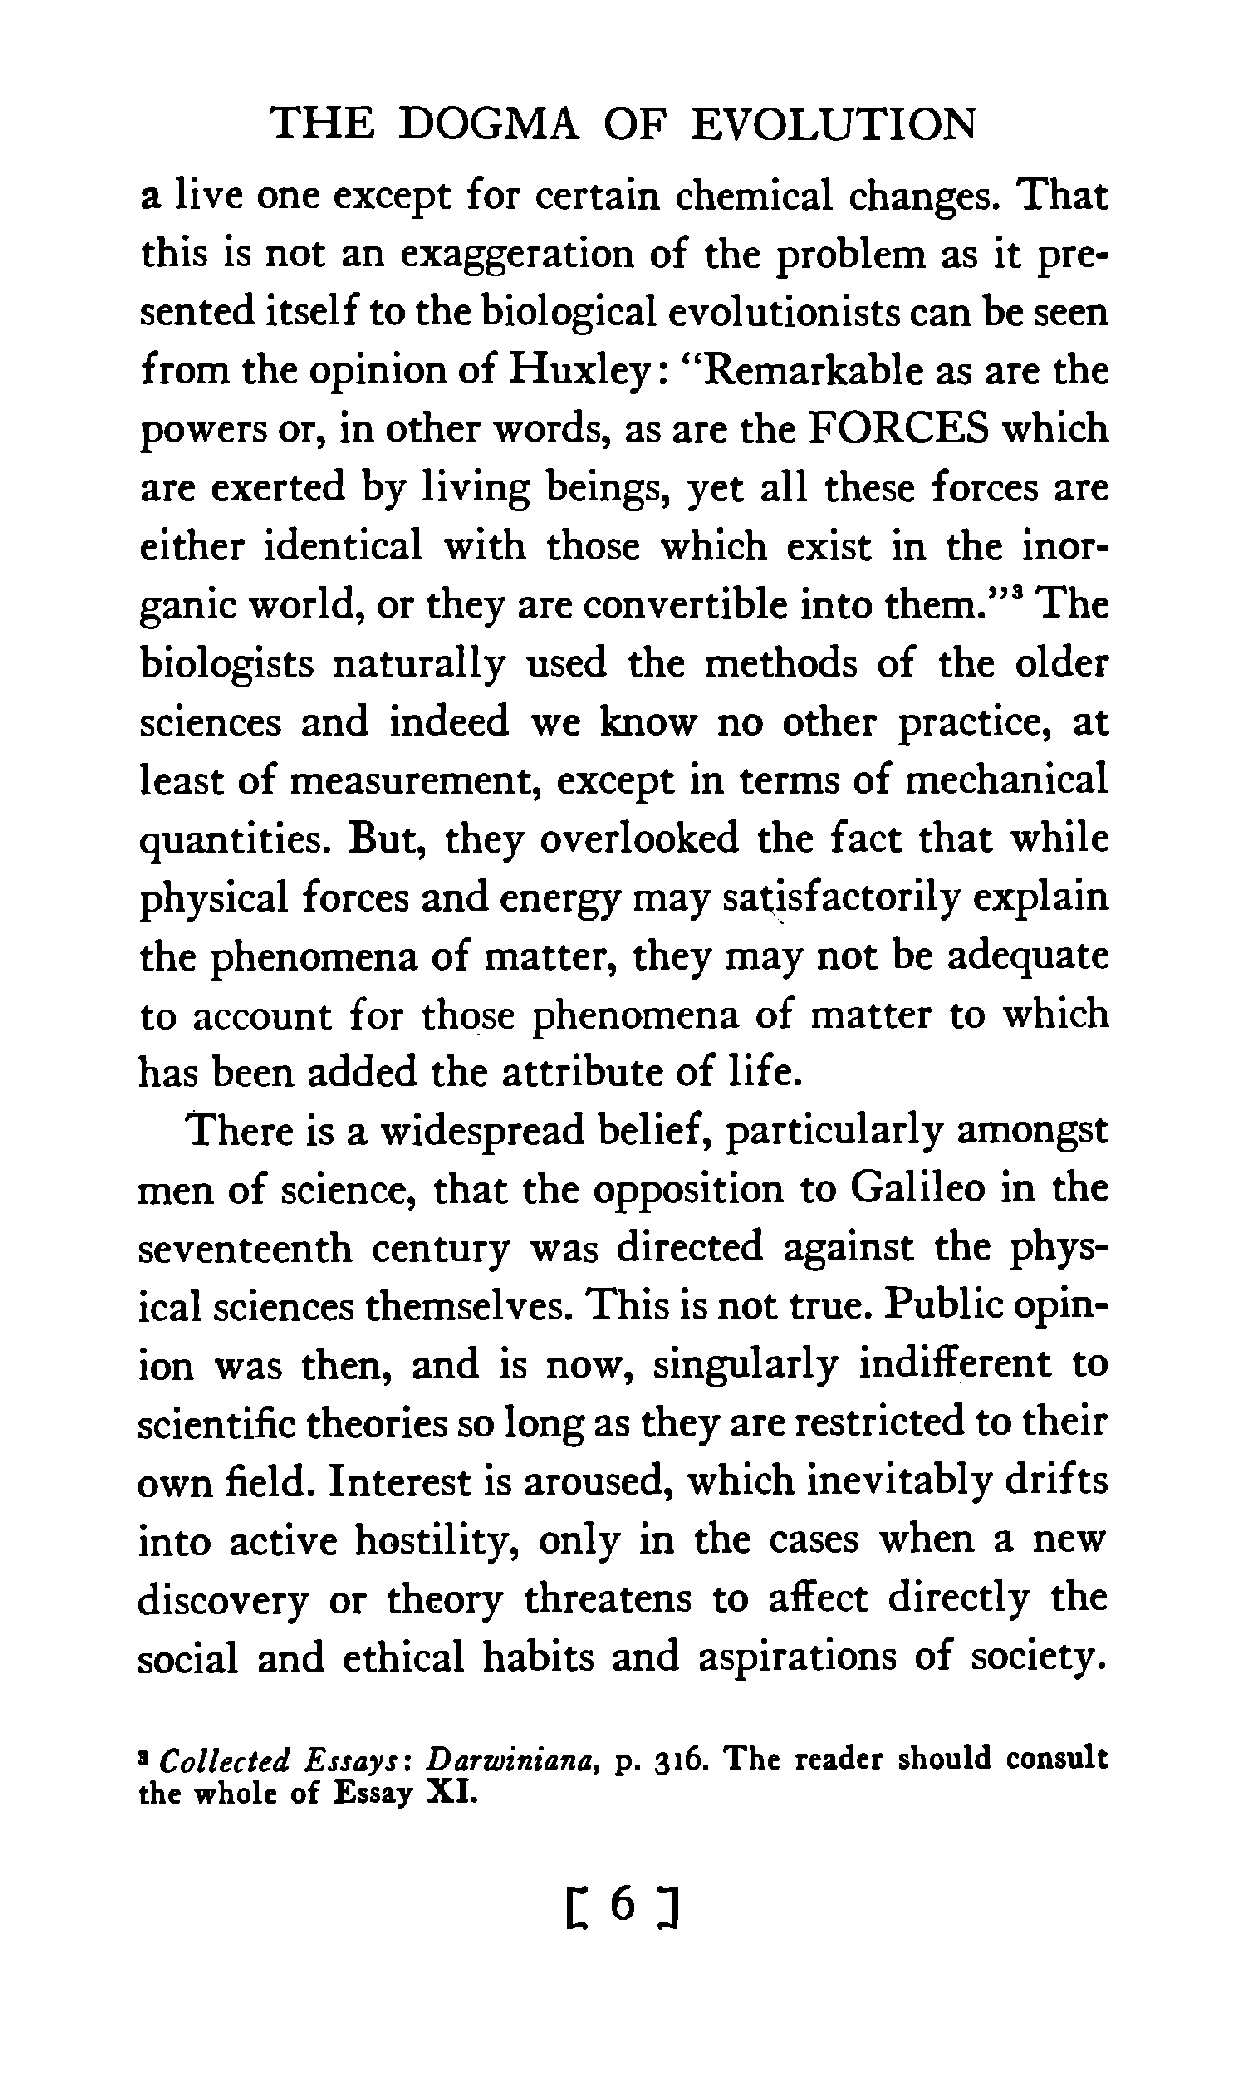 THE DOGMA OF EVOLUTION
a live one except for certain chemical changes. That
this is not an exaggeration of the problem as it pre-
sented itself to the biological evolutionists can be seen
from the opinion of Huxley: "Remarkable as are the
powers or, in other words, as are the FORCES which
are exerted by living beings, yet all these forces are
either identical with those which exist in the inor-
ganic world, or they are convertible into them."³ The
biologists naturally used the methods of the older
sciences and indeed we know no other practice, at
least of measurement, except in terms of mechanical
quantities. But, they overlooked the fact that while
physical forces and energy may satisfactorily explain
the phenomena of matter, they may not be adequate
to account for those phenomena of matter to which
has been added the attribute of life.
There is a widespread belief, particularly amongst
men of science, that the opposition to Galileo in the
seventeenth century was directed against the phys-
ical sciences themselves. This is not true. Public opin-
ion was then, and is now, singularly indifferent to
scientific theories so long as they are restricted to their
own field. Interest is aroused, which inevitably drifts
into active hostility, only in the cases when a new
discovery or theory threatens to affect directly the
social and ethical habits and aspirations of society.
³ Collected Essays: Darwiniana, p. 316. The reader should consult
the whole of Essay XI.
[ 6 ]